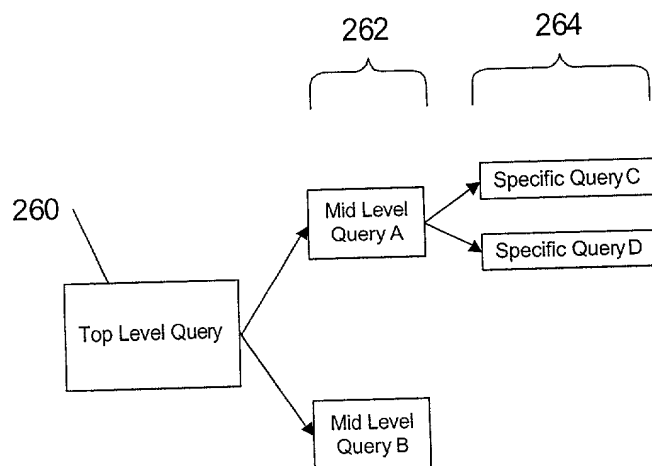 262
264
Specific Query C
260
Mid Level
Query A
Specific Query D
Top Level Query
Mid Level
Query B